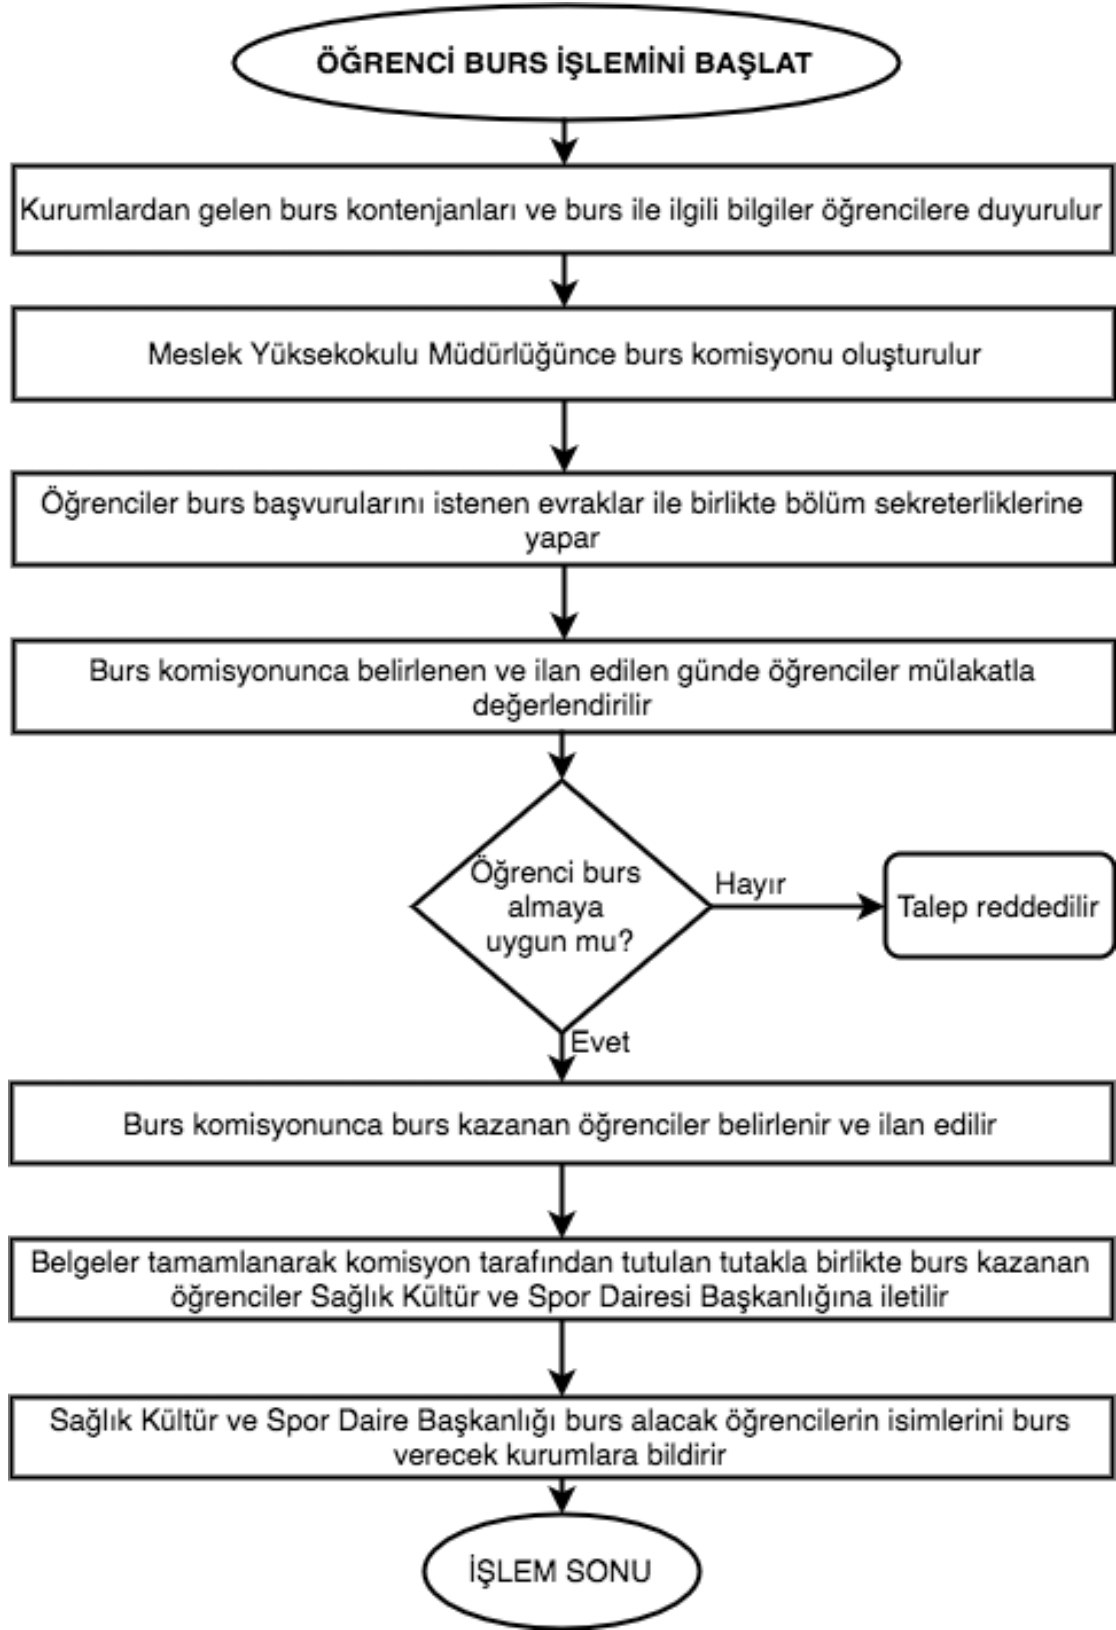 ÖĞRENCİ BURS İŞLEMİNİ BAŞLAT
Kurumlardan gelen burs kontenjanları ve burs ile ilgili bilgiler öğrencilere duyurulur
Meslek Yüksekokulu Müdürlüğünce burs komisyonu oluşturulur
Öğrenciler burs başvurularını istenen evraklar ile birlikte bölüm sekreterliklerine
yapar
Burs komisyonunca belirlenen ve ilan edilen günde öğrenciler mülakatla
değerlendirilir
Öğrenci burs
almaya
uygun mu?
Hayır
Talep reddedilir
Evet
Burs komisyonunca burs kazanan öğrenciler belirlenir ve ilan edilir
Belgeler tamamlanarak komisyon tarafından tutulan tutakla birlikte burs kazanan
öğrenciler Sağlık Kültür ve Spor Dairesi Başkanlığına iletilir
Sağlık Kültür ve Spor Daire Başkanlığı burs alacak öğrencilerin isimlerini burs
verecek kurumlara bildirir
İŞLEM SONU